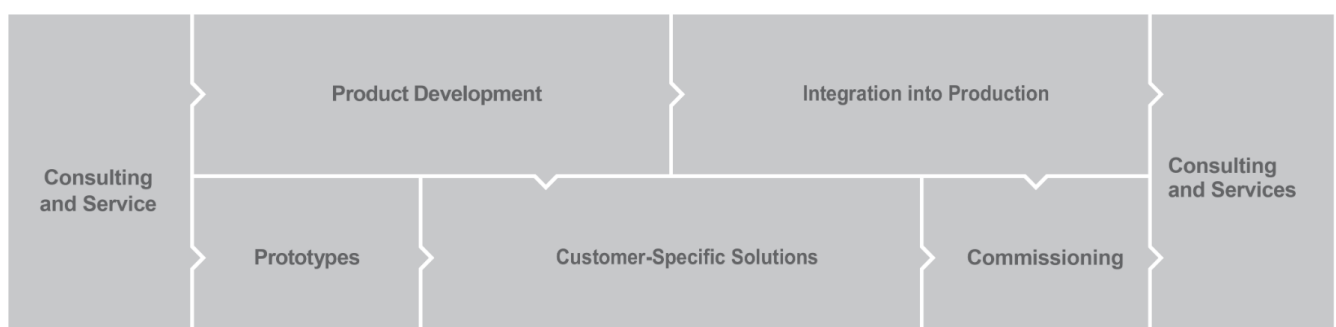 Consulting
and Service
Product Development
Integration into Production
Prototypes
Customer-Specific Solutions
Commissioning
Consulting
and Services